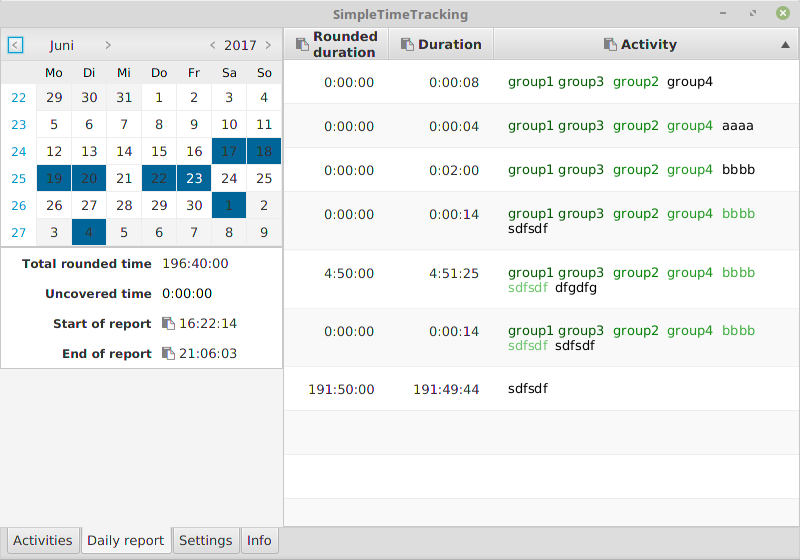 SimpleTimeTracking
< Juni > < 2017 >
Mo Di Mi Do Fr Sa So
22 29 30 31 1 2 3 4
23 5 6 7 8 9 10 11
24 12 13 14 15 16 17 18
25 19 20 21 22 23 24 25
26 26 27 28 29 30 1 2
27 3 4 5 6 7 8 9
Total rounded time 196:40:00
Uncovered time 0:00:00
Start of report 16:22:14
End of report 21:06:03
Rounded
duration
Duration Activity
0:00:00 0:00:08 group1 group3 group2 group4
0:00:00 0:00:04 group1 group3 group2 group4 aaaa
0:00:00 0:02:00 group1 group3 group2 group4 bbbb
0:00:00 0:00:14 group1 group3 group2 group4 bbbb
sdfsdf
4:50:00 4:51:25 group1 group3 group2 group4 bbbb
sdfsdf dfgdfg
0:00:00 0:00:14 group1 group3 group2 group4 bbbb
sdfsdf sdfsdf
191:50:00 191:49:44 sdfsdf
Activities Daily report Settings Info